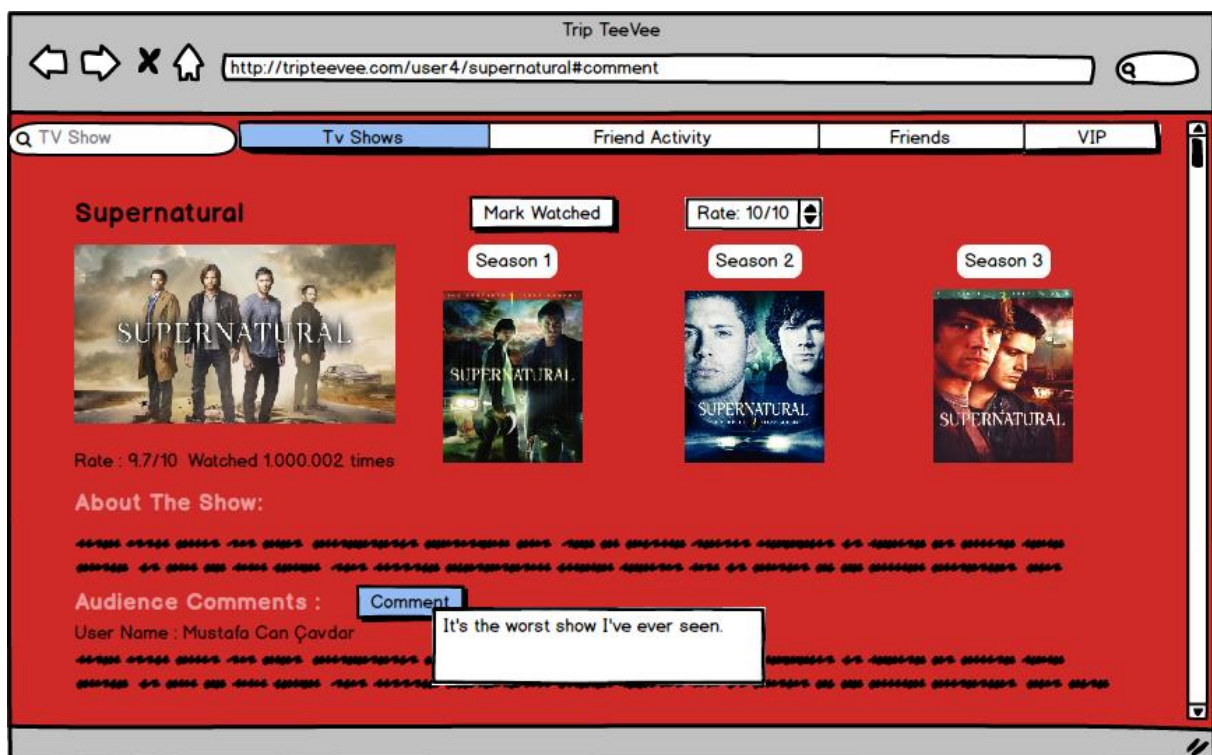 Trip TeeVee
http://tripteevee.com/user4/supernatural#comment
TV Show
Tv Shows
Friend Activity
Friends
VIP
Supernatural
Mark Watched
Rate: 10/10
Season 1
Season 2
Season 3
SUPERNATURAL
SUPERNATURAL
SUPERNATURAL
SUPERNATURAL
Rate : 9.7/10 Watched 1.000.002 times
About The Show:
Audience Comments :
Comment
User Name : Mustafa Can Çavdar
It's the worst show I've ever seen.